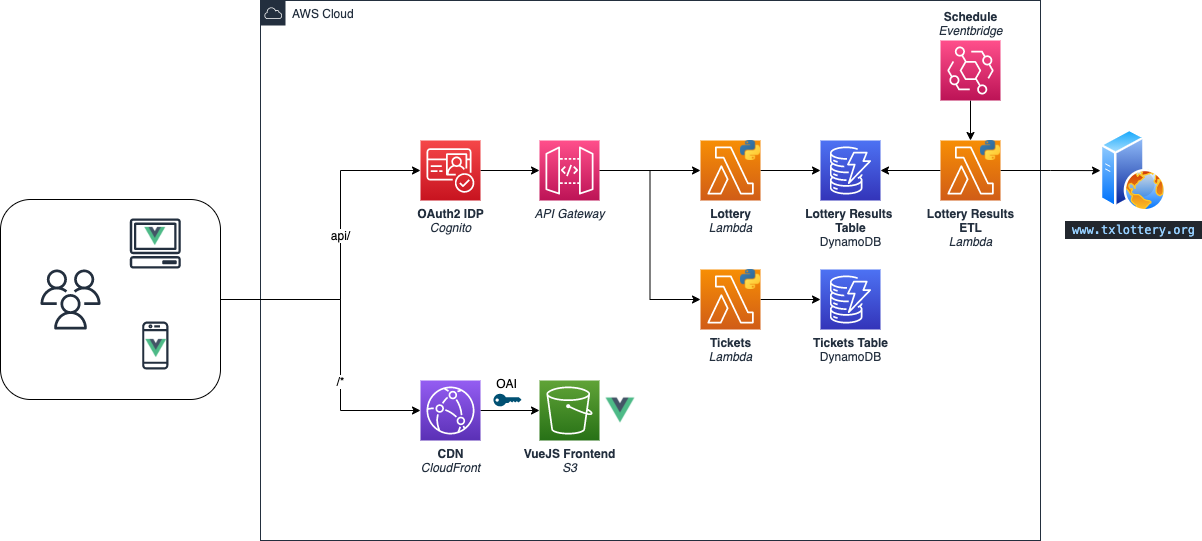 AWS Cloud
Schedule
Eventbridge
OAuth2 IDP
Cognito
API Gateway
Lottery
Lambda
Lottery Results
Table
DynamoDB
Lottery Results
ETL
Lambda
www.txlottery.org
api/
Tickets
Lambda
Tickets Table
DynamoDB
/*
OAI
CDN
CloudFront
VueJS Frontend
S3